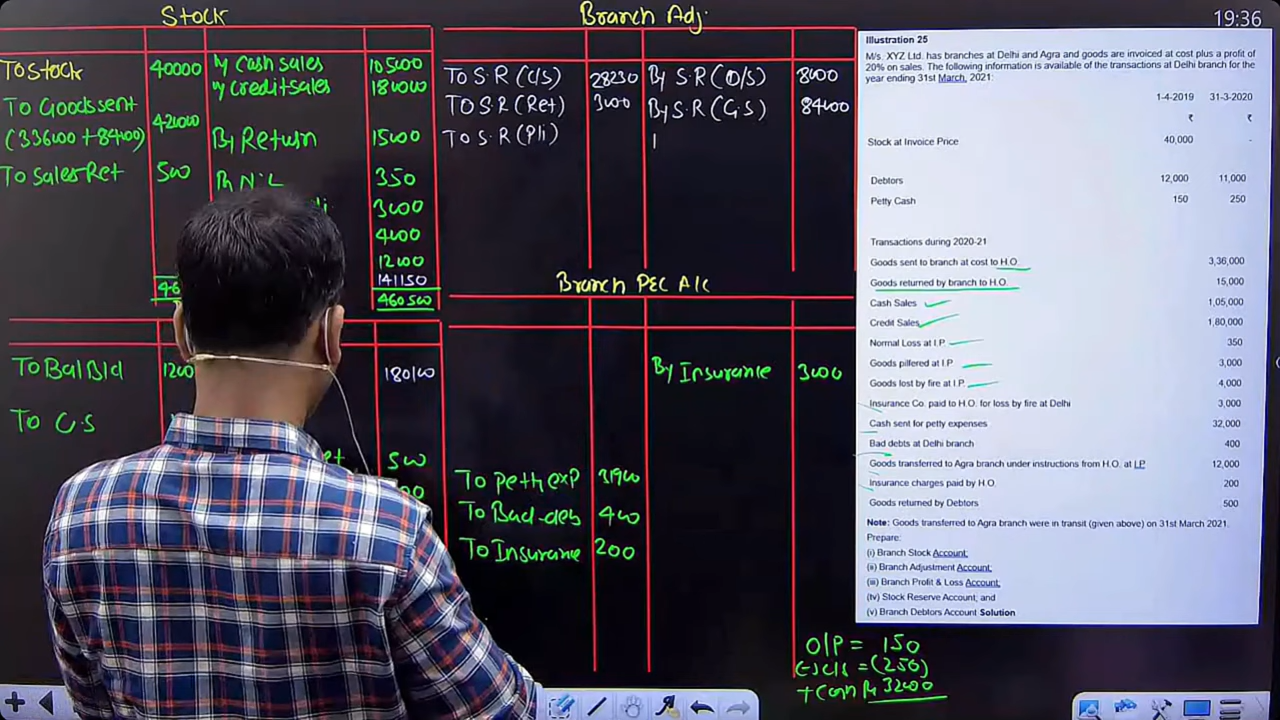 Stock
To Stock 40000 By Cash sales 105000
By credit sales 180000
To Goods sent
(336000 + 84000) 420000 By Return 15000
To Sales Ret 500 By N.L 350
3000
4000
12000
141150
46 460500
To Bal B/d 1200 180100
To C.S
500
Branch Adj.
To S.R (C/S) 28230 By S.R (O/S) 8000
To S.R (Ret) 3000 By S.R (G.S) 84000
To S.R (Pli)
Branch P&L A/c
By Insurance 3000
To Petty exp 31900
To Bad-deb 400
To Insurance 200
19:36
Illustration 25
M/s. XYZ Ltd. has branches at Delhi and Agra and goods are invoiced at cost plus a profit of
20% on sales. The following information is available of the transactions at Delhi branch for the
year ending 31st March, 2021:
1-4-2019 31-3-2020
₹ ₹
Stock at Invoice Price 40,000 -
Debtors 12,000 11,000
Petty Cash 150 250
Transactions during 2020-21
Goods sent to branch at cost to H.O. 3,36,000
Goods returned by branch to H.O. 15,000
Cash Sales 1,05,000
Credit Sales 1,80,000
Normal Loss at I.P. 350
Goods pilfered at I.P 3,000
Goods lost by fire at I.P. 4,000
Insurance Co. paid to H.O. for loss by fire at Delhi 3,000
Cash sent for petty expenses 32,000
Bad debts at Delhi branch 400
Goods transferred to Agra branch under instructions from H.O. at I.P 12,000
Insurance charges paid by H.O. 200
Goods returned by Debtors 500
Note: Goods transferred to Agra branch were in transit (given above) on 31st March 2021.
Prepare:
(i) Branch Stock Account;
(ii) Branch Adjustment Account;
(iii) Branch Profit & Loss Account;
(iv) Stock Reserve Account; and
(v) Branch Debtors Account Solution
O/P = 150
(-) C/S = (250)
+ Cash 32000